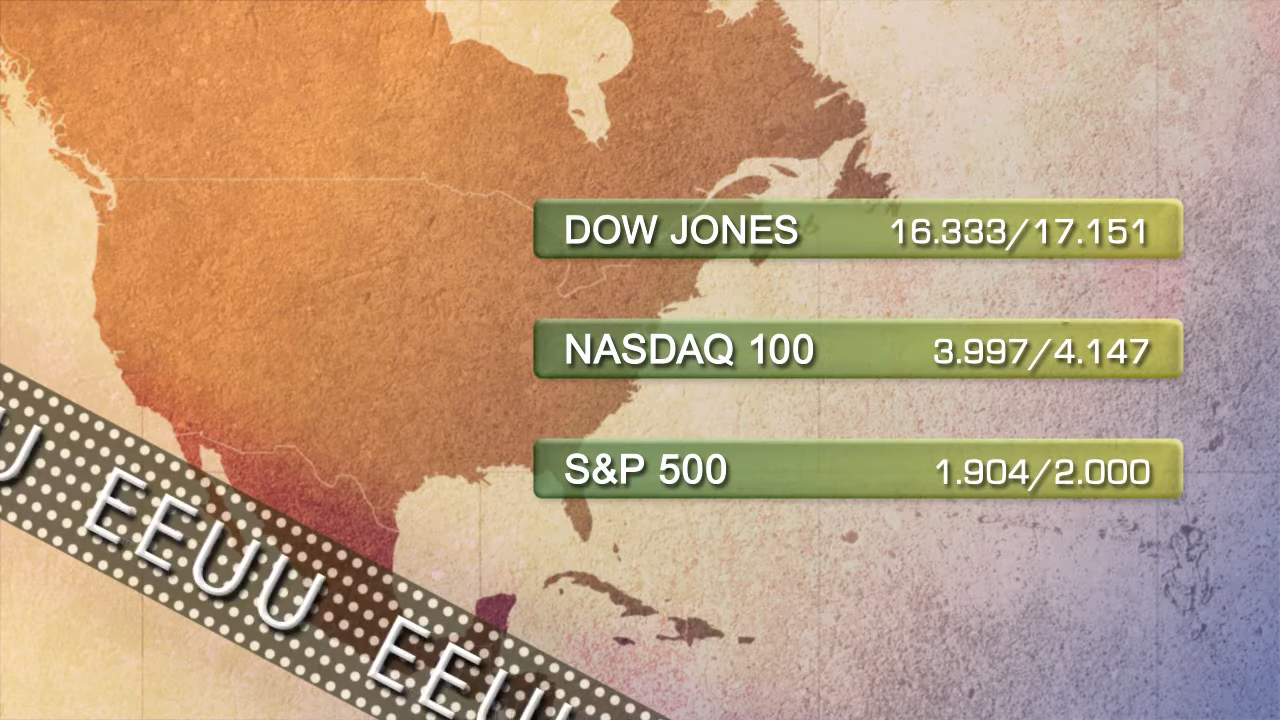 DOW JONES 16.333/17.151
NASDAQ 100 3.997/4.147
S&P 500 1.904/2.000
U EEUU EEUU